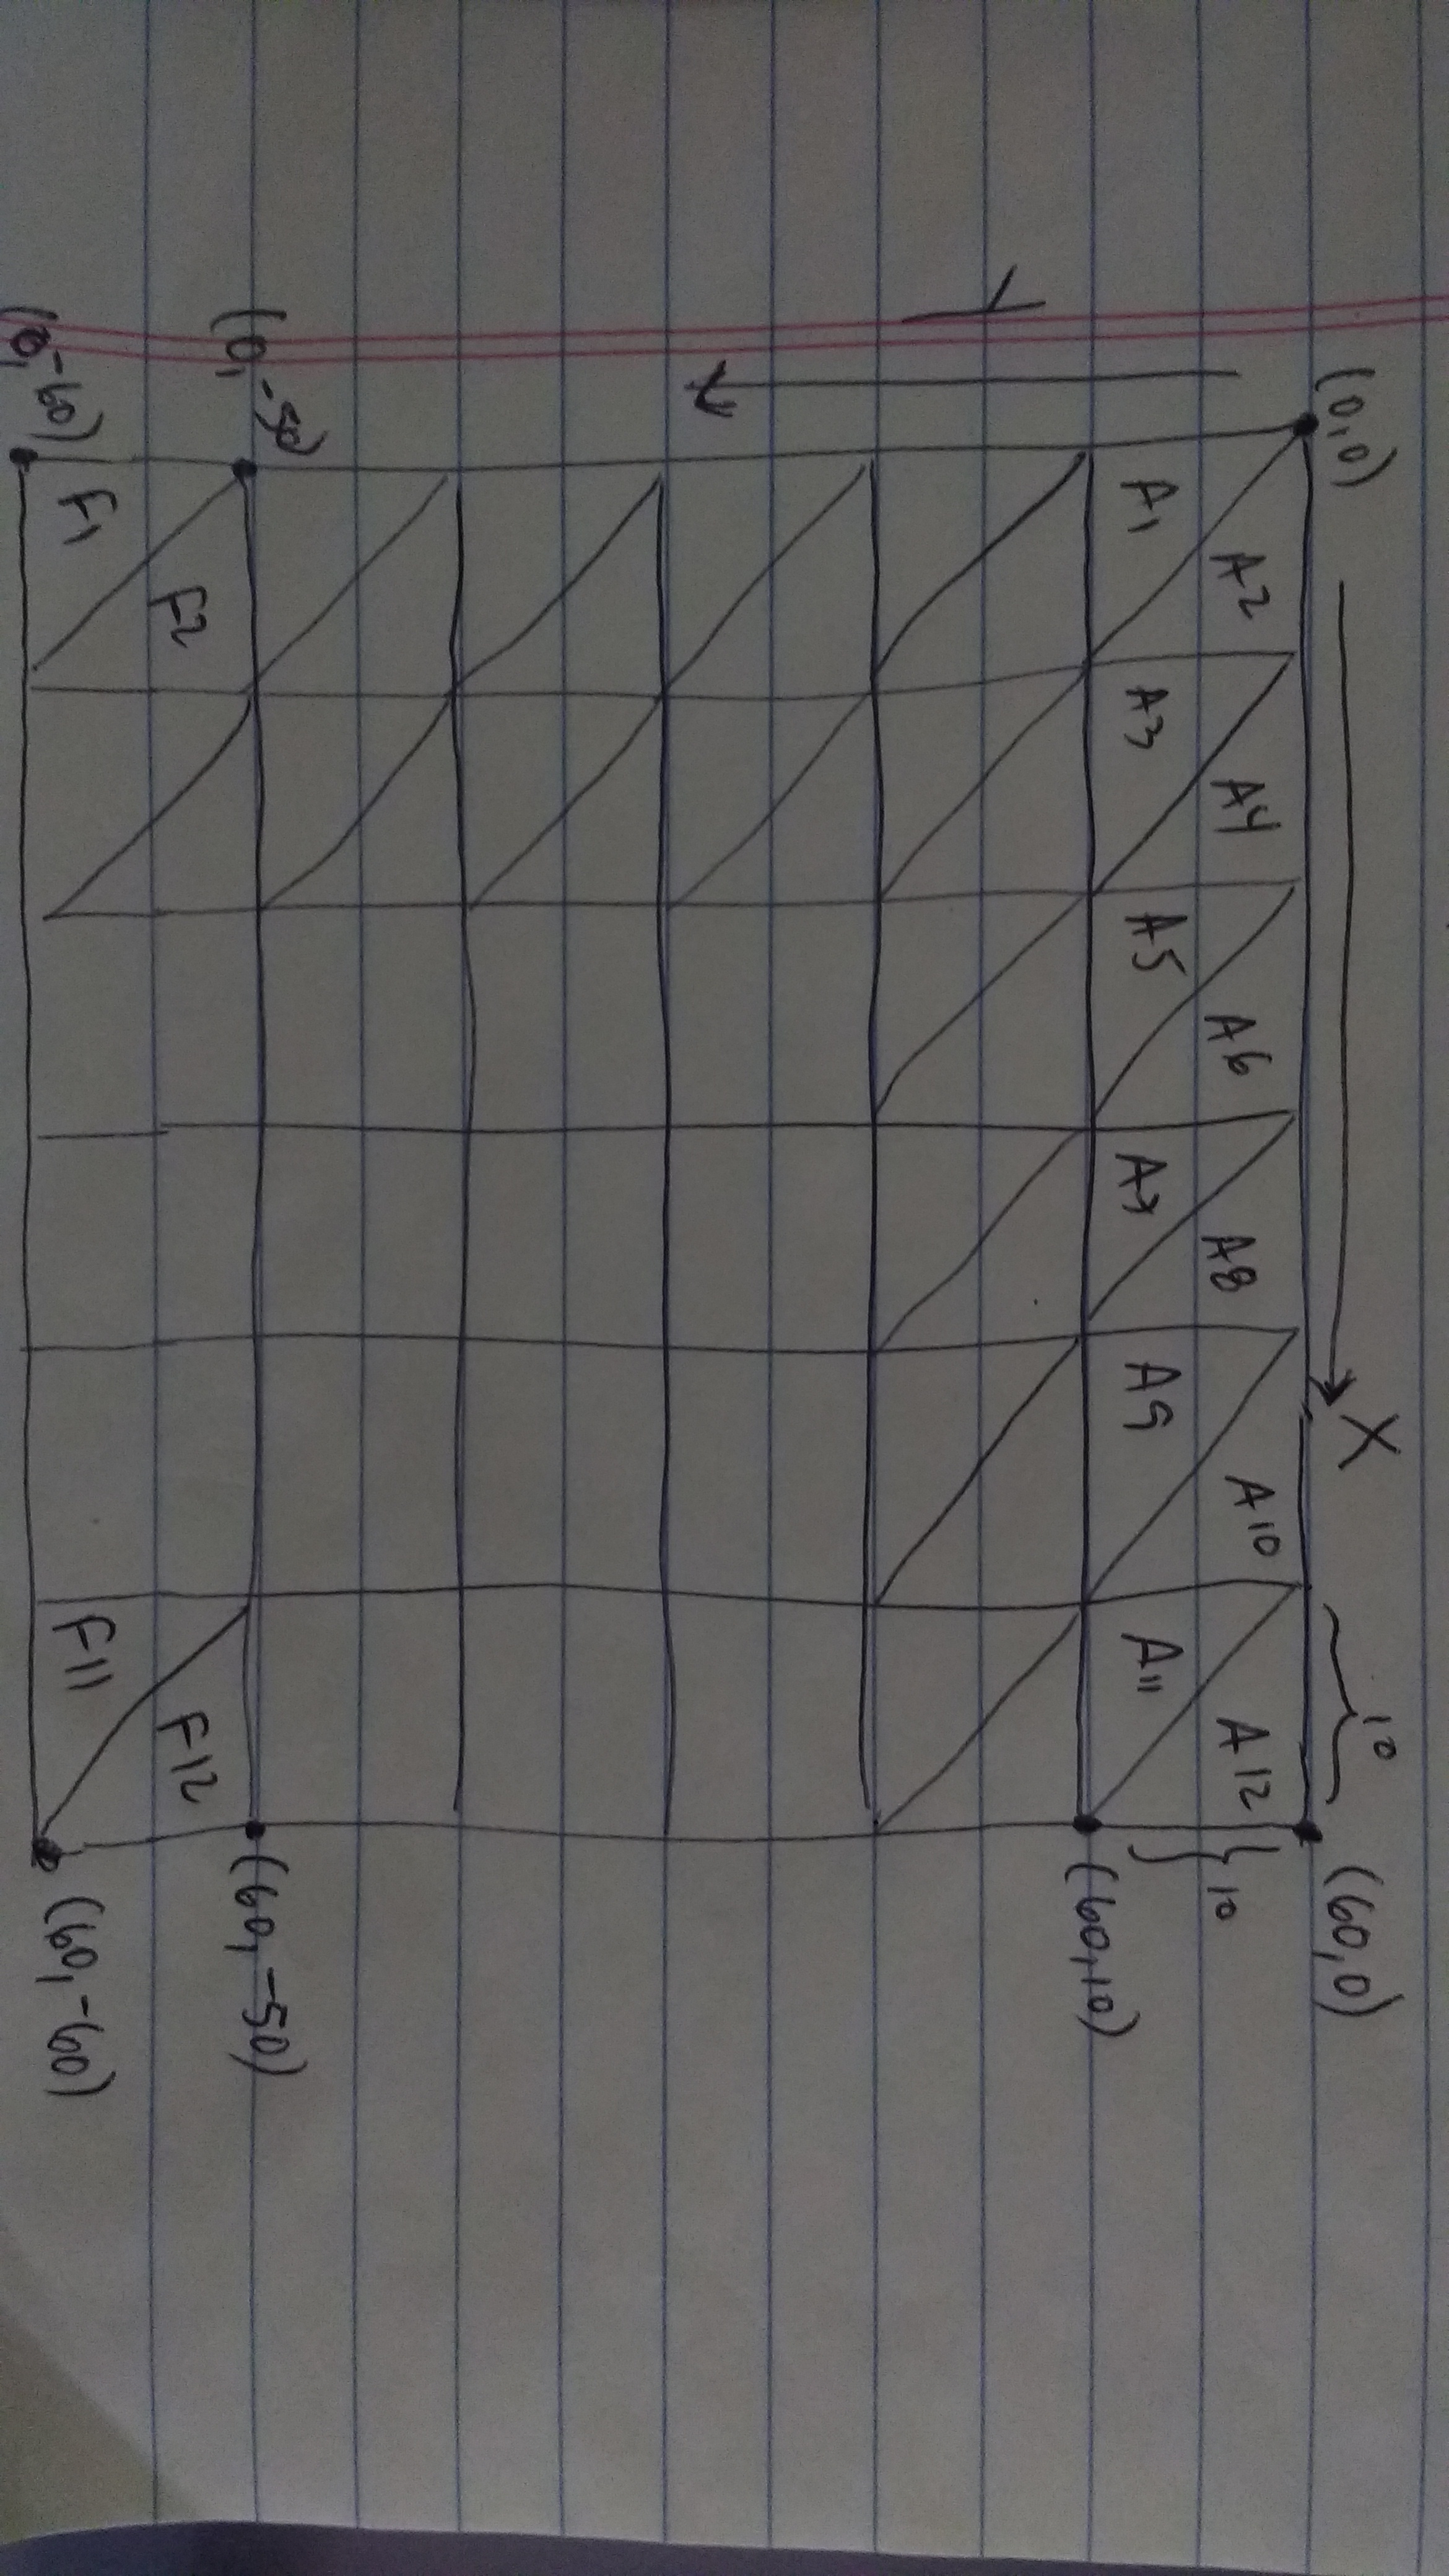 (0,0)
X
10
(60,0)
A2
A4
A6
A8
A10
A12
10
A1
A3
A5
A7
A9
A11
(60,10)
Y
(0,-50)
(60,-50)
F2
F12
F1
F11
(0,-60)
(60,-60)